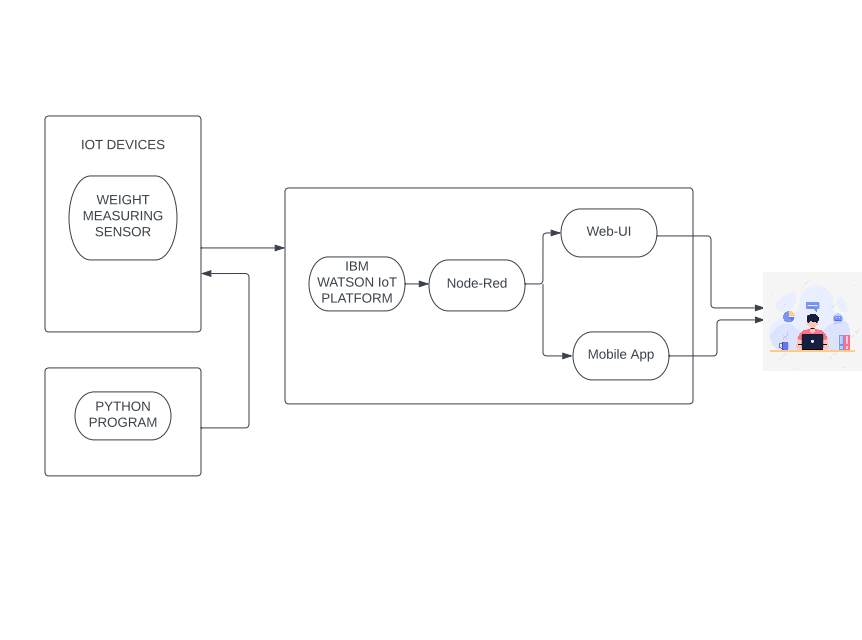 IOT DEVICES
WEIGHT
MEASURING
SENSOR
PYTHON
PROGRAM
IBM
WATSON IoT
PLATFORM
Node-Red
Web-UI
Mobile App